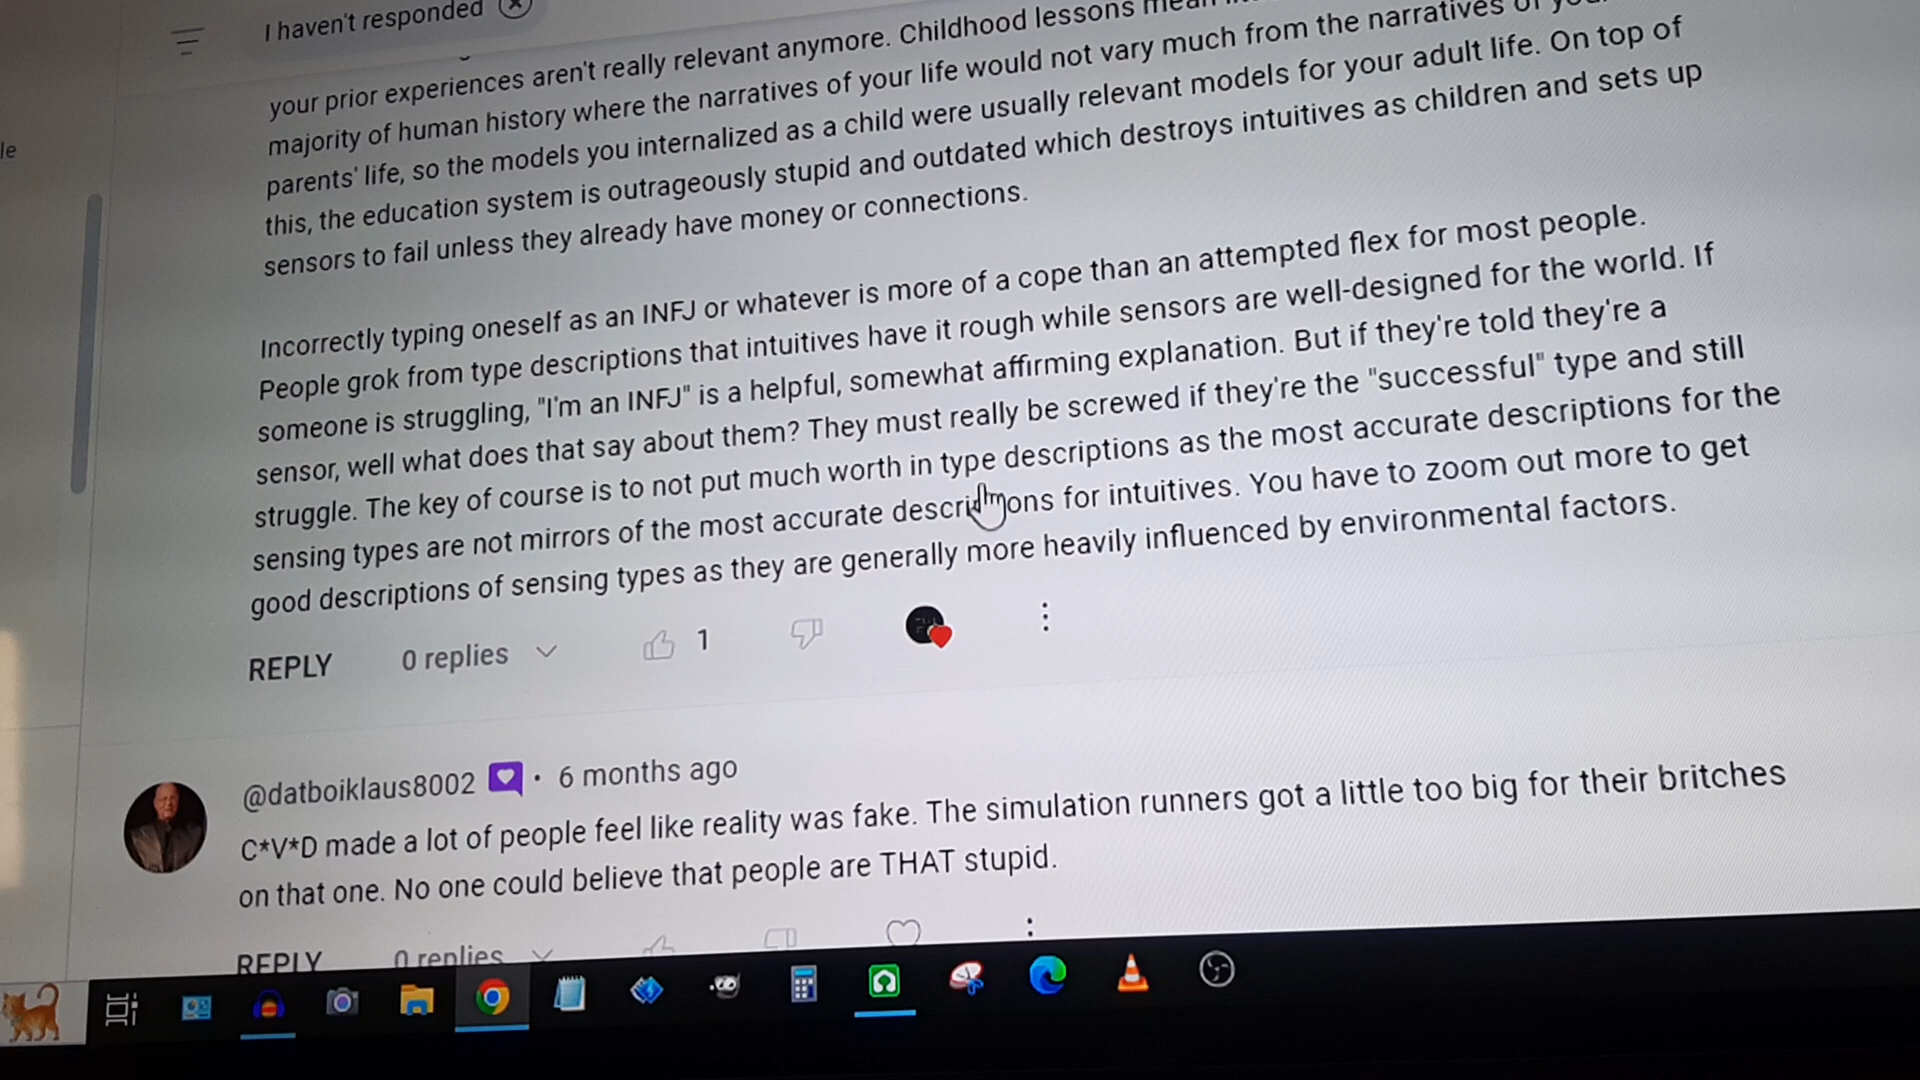 I haven't responded
le
your prior experiences aren't really relevant anymore. Childhood lessons mean
majority of human history where the narratives of your life would not vary much from the narratives of
parents' life, so the models you internalized as a child were usually relevant models for your adult life. On top of
this, the education system is outrageously stupid and outdated which destroys intuitives as children and sets up
sensors to fail unless they already have money or connections.
Incorrectly typing oneself as an INFJ or whatever is more of a cope than an attempted flex for most people.
People grok from type descriptions that intuitives have it rough while sensors are well-designed for the world. If
someone is struggling, "I'm an INFJ" is a helpful, somewhat affirming explanation. But if they're told they're a
sensor, well what does that say about them? They must really be screwed if they're the "successful" type and still
struggle. The key of course is to not put much worth in type descriptions as the most accurate descriptions for the
sensing types are not mirrors of the most accurate descriptions for intuitives. You have to zoom out more to get
good descriptions of sensing types as they are generally more heavily influenced by environmental factors.
REPLY 0 replies 1
@datboiklaus8002 · 6 months ago
C*V*D made a lot of people feel like reality was fake. The simulation runners got a little too big for their britches
on that one. No one could believe that people are THAT stupid.
REPLY 0 replies